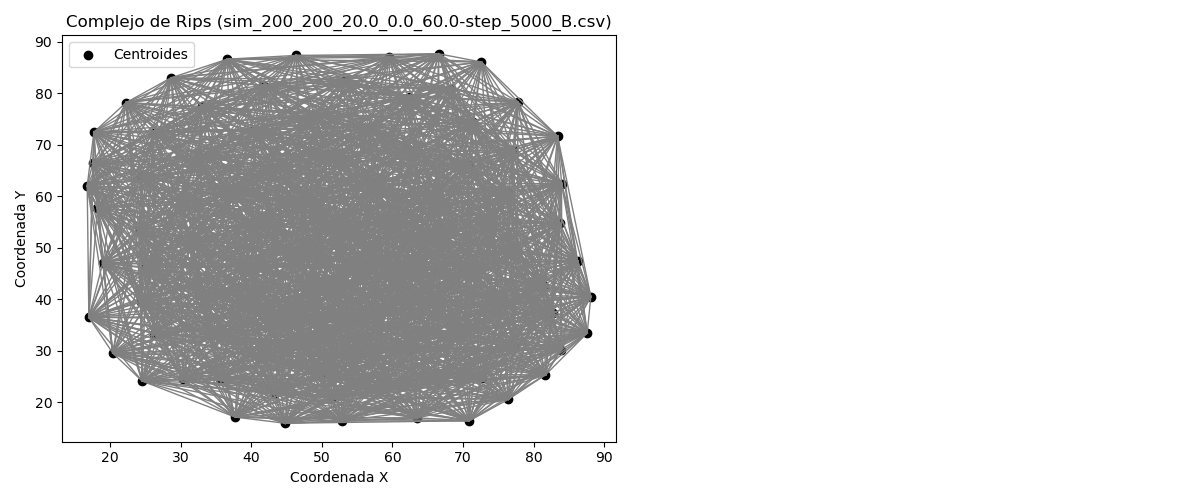 Complejo de Rips (sim_200_200_20.0_0.0_60.0-step_5000_B.csv)
Centroides
90
80
70
60
50
40
30
20
Coordenada Y
20 30 40 50 60 70 80 90
Coordenada X